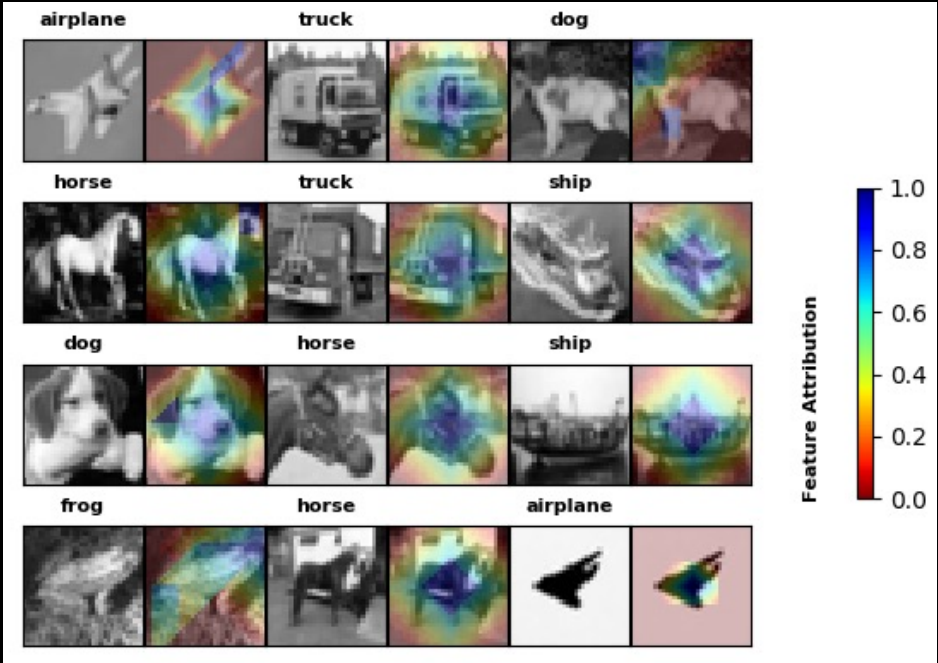 airplane truck dog
horse truck ship
dog horse ship
frog horse airplane
1.0
0.8
0.6
0.4
0.2
0.0
Feature Attribution